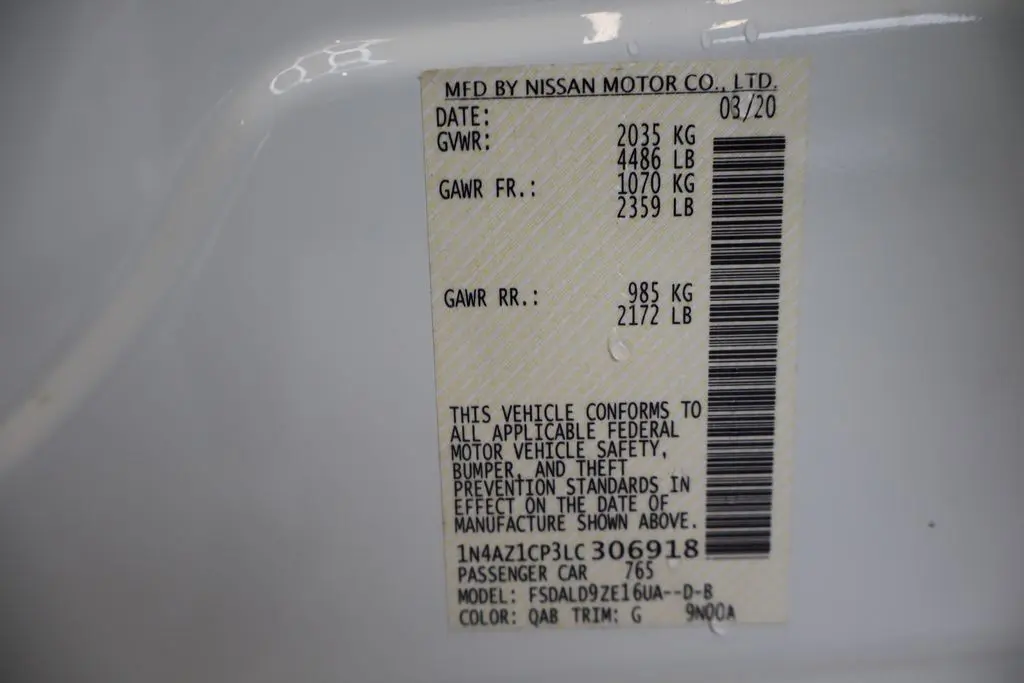 MFD BY NISSAN MOTOR CO., LTD.
DATE: 03/20
GVWR: 2035 KG
4486 LB
GAWR FR.: 1070 KG
2359 LB
GAWR RR.: 985 KG
2172 LB
THIS VEHICLE CONFORMS TO
ALL APPLICABLE FEDERAL
MOTOR VEHICLE SAFETY,
BUMPER, AND THEFT
PREVENTION STANDARDS IN
EFFECT ON THE DATE OF
MANUFACTURE SHOWN ABOVE.
1N4AZ1CP3LC306918
PASSENGER CAR 765
MODEL: FSDALD9ZE16UA--D-B
COLOR: QAB TRIM: G 9N00A